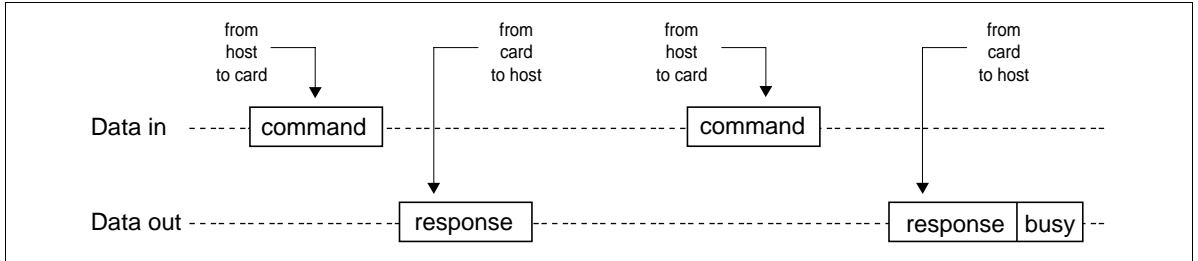 from
host
to card
from
card
to host
from
host
to card
from
card
to host
Data in
command
command
Data out
response
response
busy